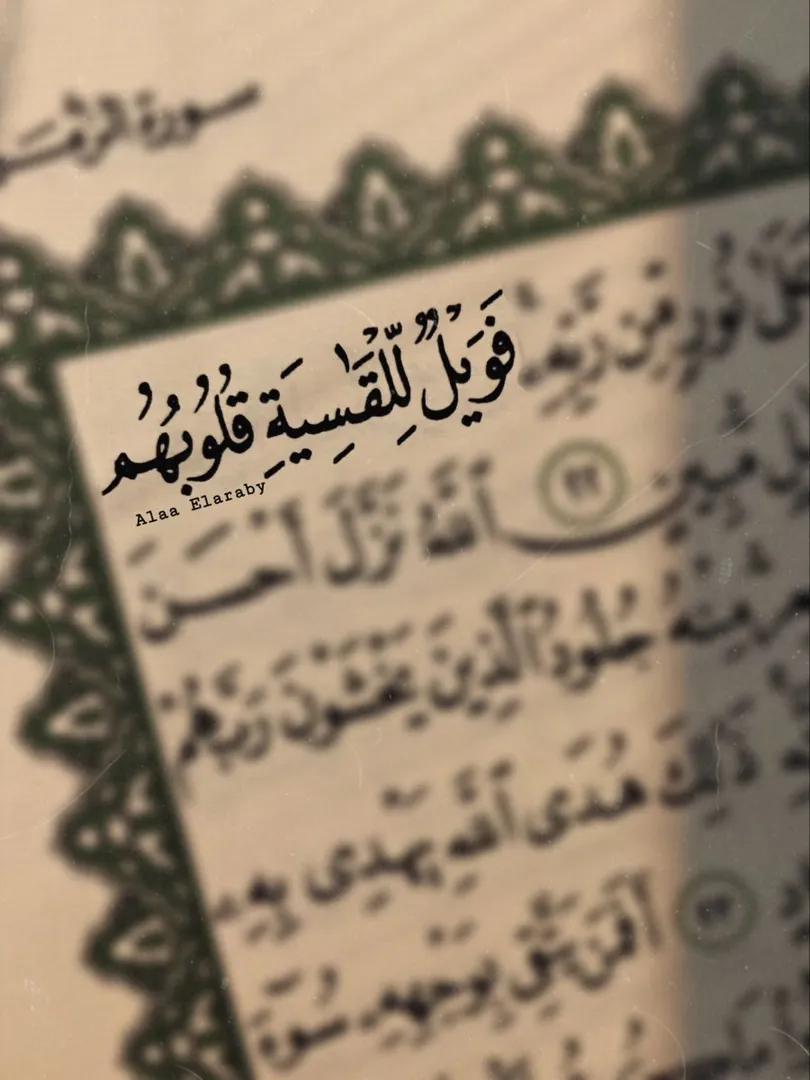 سورة الزمر
نُورٍ مِّن رَّبِّهِۦ فَوَيْلٌ لِّلْقَٰسِيَةِ قُلُوبُهُم
Alaa Elaraby
مُّبِينٍ ٢٢ ٱللَّهُ نَزَّلَ أَحْسَنَ
مِنْهُ جُلُودُ ٱلَّذِينَ يَخْشَوْنَ رَبَّهُمْ
ذَٰلِكَ هُدَى ٱللَّهِ يَهْدِى بِهِۦ
٢٣ أَفَمَن يَتَّقِى بِوَجْهِهِۦ سُوٓءَ